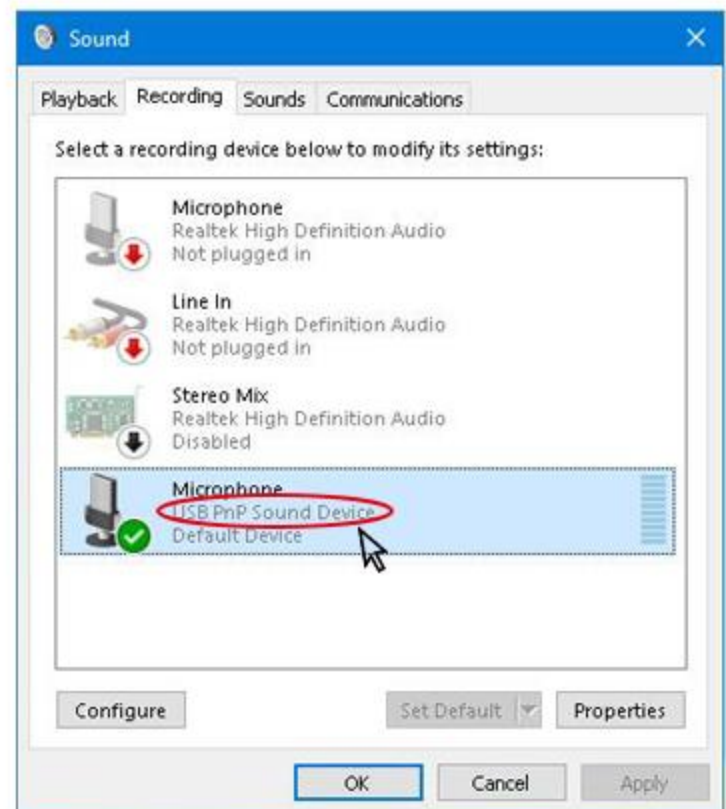 Sound
Playback Recording Sounds Communications
Select a recording device below to modify its settings:
Microphone
Realtek High Definition Audio
Not plugged in
Line In
Realtek High Definition Audio
Not plugged in
Stereo Mix
Realtek High Definition Audio
Disabled
Microphone
USB PnP Sound Device
Default Device
Configure Set Default Properties
OK Cancel Apply